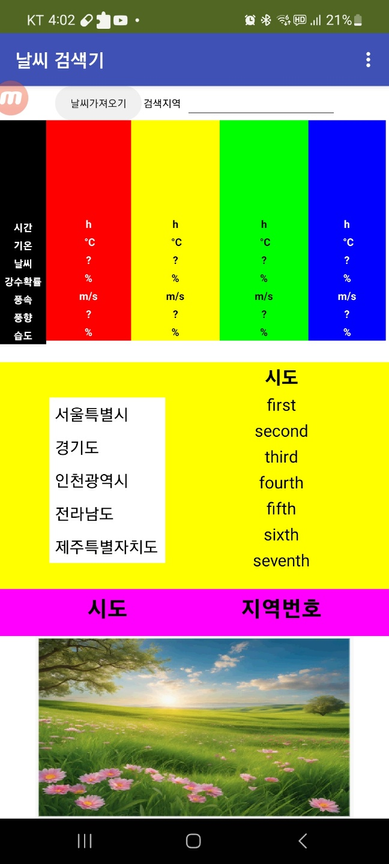 KT 4:02 HD 21%
날씨 검색기
m 날씨가져오기 검색지역
시간 h h h h
기온 °C °C °C °C
날씨 ? ? ? ?
강수확률 % % % %
풍속 m/s m/s m/s m/s
풍향 ? ? ? ?
습도 % % % %
시도
서울특별시
경기도
인천광역시
전라남도
제주특별자치도
first
second
third
fourth
fifth
sixth
seventh
시도 지역번호